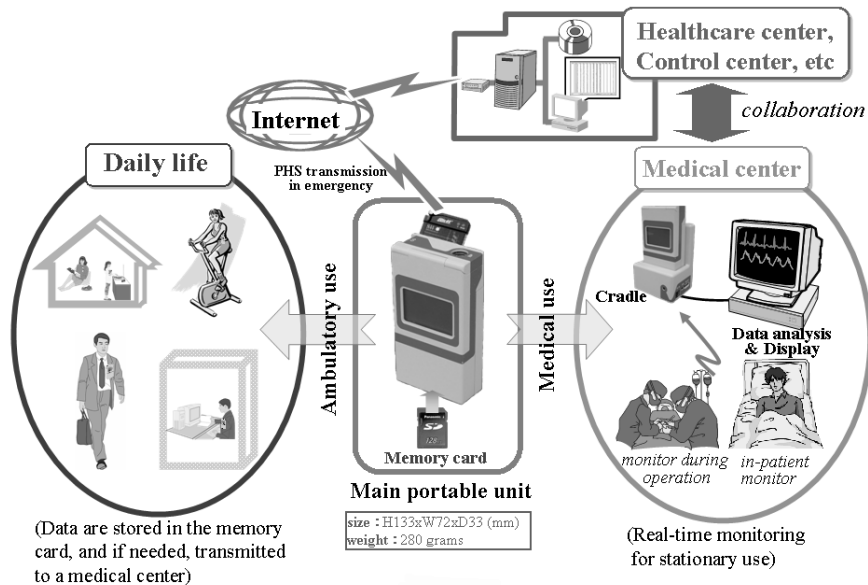 Healthcare center,
Control center, etc
collaboration
Internet
Daily life
PHS transmission
in emergency
Medical center
Ambulatory use
Medical use
Cradle
Data analysis
& Display
SD
Memory card
monitor during
operation
in-patient
monitor
Main portable unit
size : H133xW72xD33 (mm)
weight : 280 grams
(Data are stored in the memory
card, and if needed, transmitted
to a medical center)
(Real-time monitoring
for stationary use)